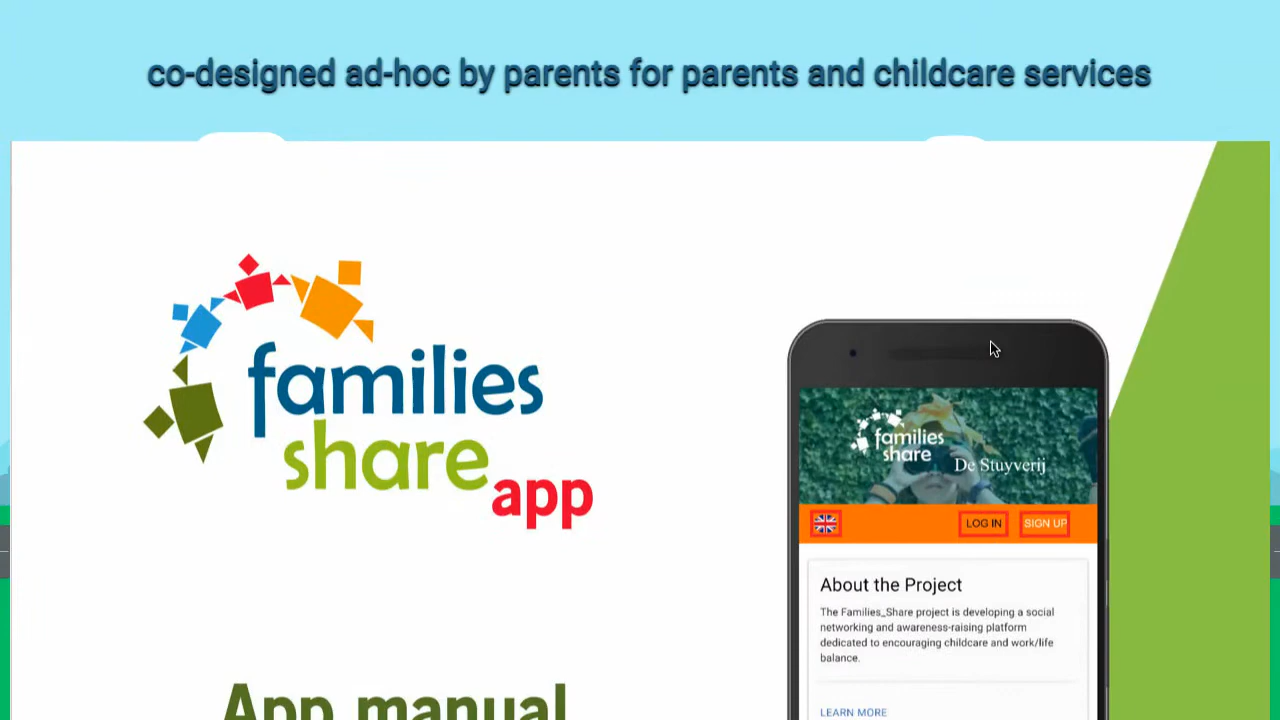 co-designed ad-hoc by parents for parents and childcare services
families
share
app
App manual
families
share
De Stuyverij
LOG IN
SIGN UP
About the Project
The Families_Share project is developing a social
networking and awareness-raising platform
dedicated to encouraging childcare and work/life
balance.
LEARN MORE